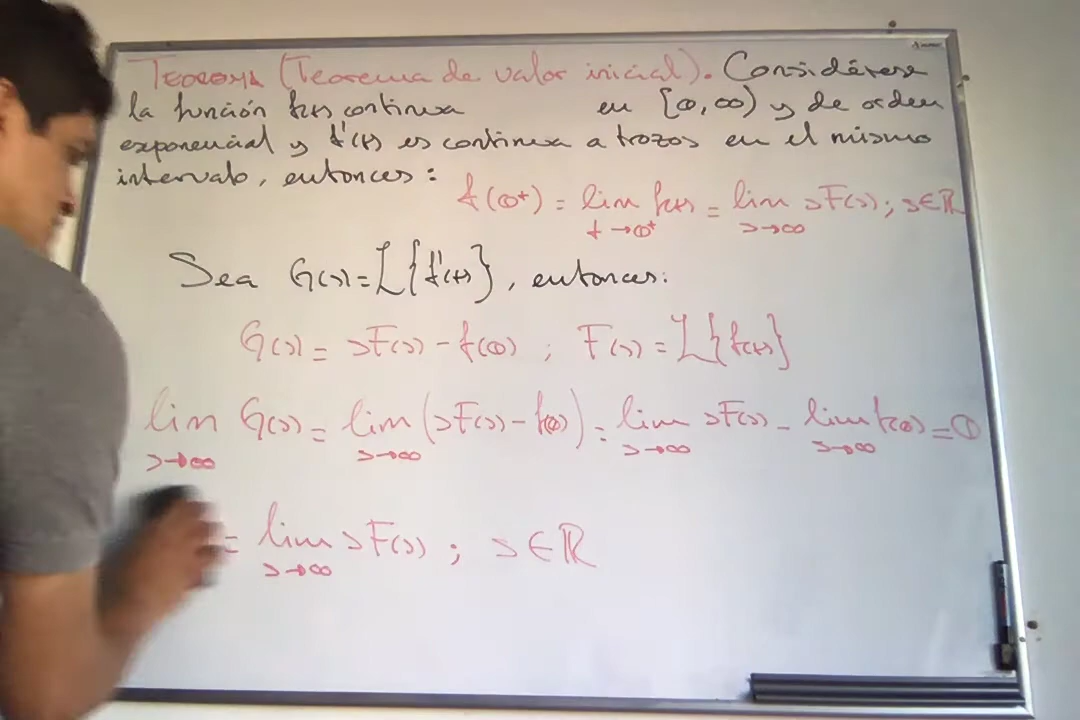 TEOREMA (Teorema de valor inicial). Considérese
la función f(t) continua en [0,∞) y de orden
exponencial y f'(t) es continua a trozos en el mismo
intervalo, entonces:
f(0⁺) = lim t→0⁺ f(t) = lim s→∞ sF(s); s∈ℝ
Sea G(s)=ℒ{f'(t)}, entonces:
G(s) = sF(s) - f(0) ; F(s) = ℒ{f(t)}
lim s→∞ G(s) = lim s→∞ (sF(s) - f(0)) = lim s→∞ sF(s) - lim s→∞ f(0) = 0
= lim s→∞ sF(s) ; s∈ℝ